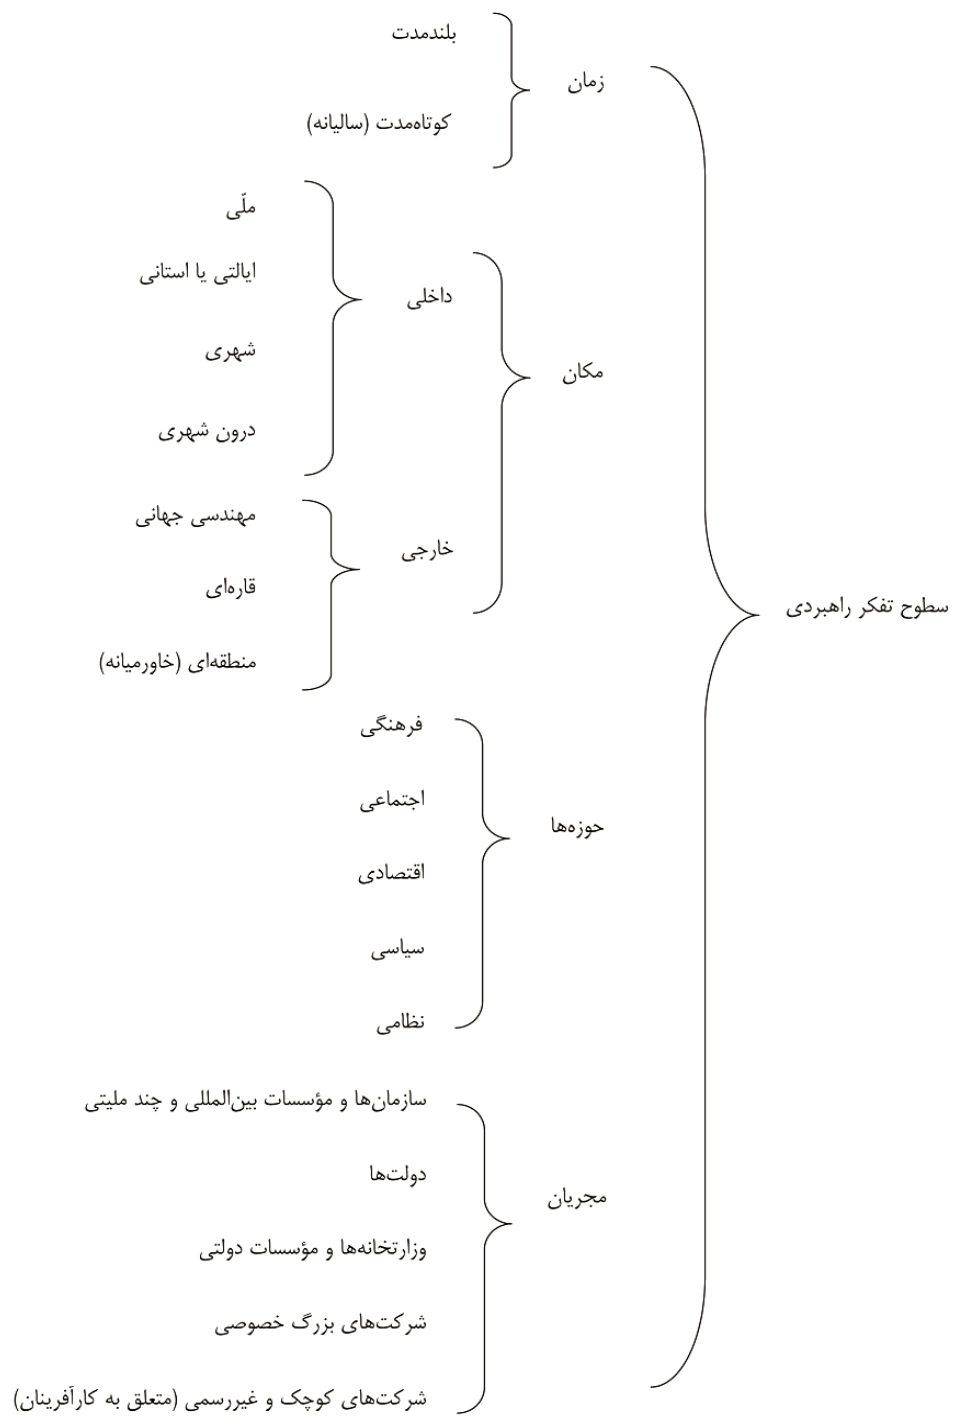 سطوح تفکر راهبردی
زمان
بلندمدت
کوتاه‌مدت (سالیانه)
مکان
داخلی
ملّی
ایالتی یا استانی
شهری
درون شهری
خارجی
مهندسی جهانی
قاره‌ای
منطقه‌ای (خاورمیانه)
حوزه‌ها
فرهنگی
اجتماعی
اقتصادی
سیاسی
نظامی
مجریان
سازمان‌ها و مؤسسات بین‌المللی و چند ملیتی
دولت‌ها
وزارتخانه‌ها و مؤسسات دولتی
شرکت‌های بزرگ خصوصی
شرکت‌های کوچک و غیررسمی (متعلق به کارآفرینان)